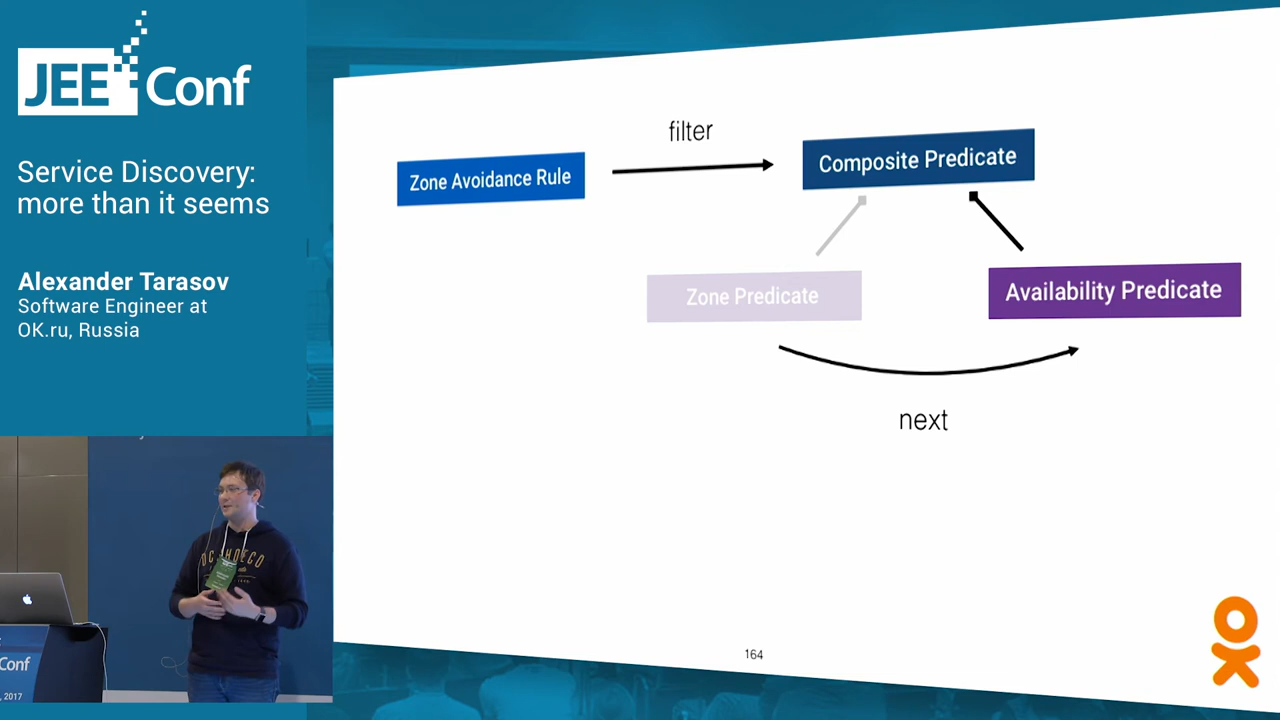 JEE Conf
Service Discovery:
more than it seems
Alexander Tarasov
Software Engineer at
OK.ru, Russia
filter
Zone Avoidance Rule
Composite Predicate
Zone Predicate
Availability Predicate
next
164
Conf
, 2017